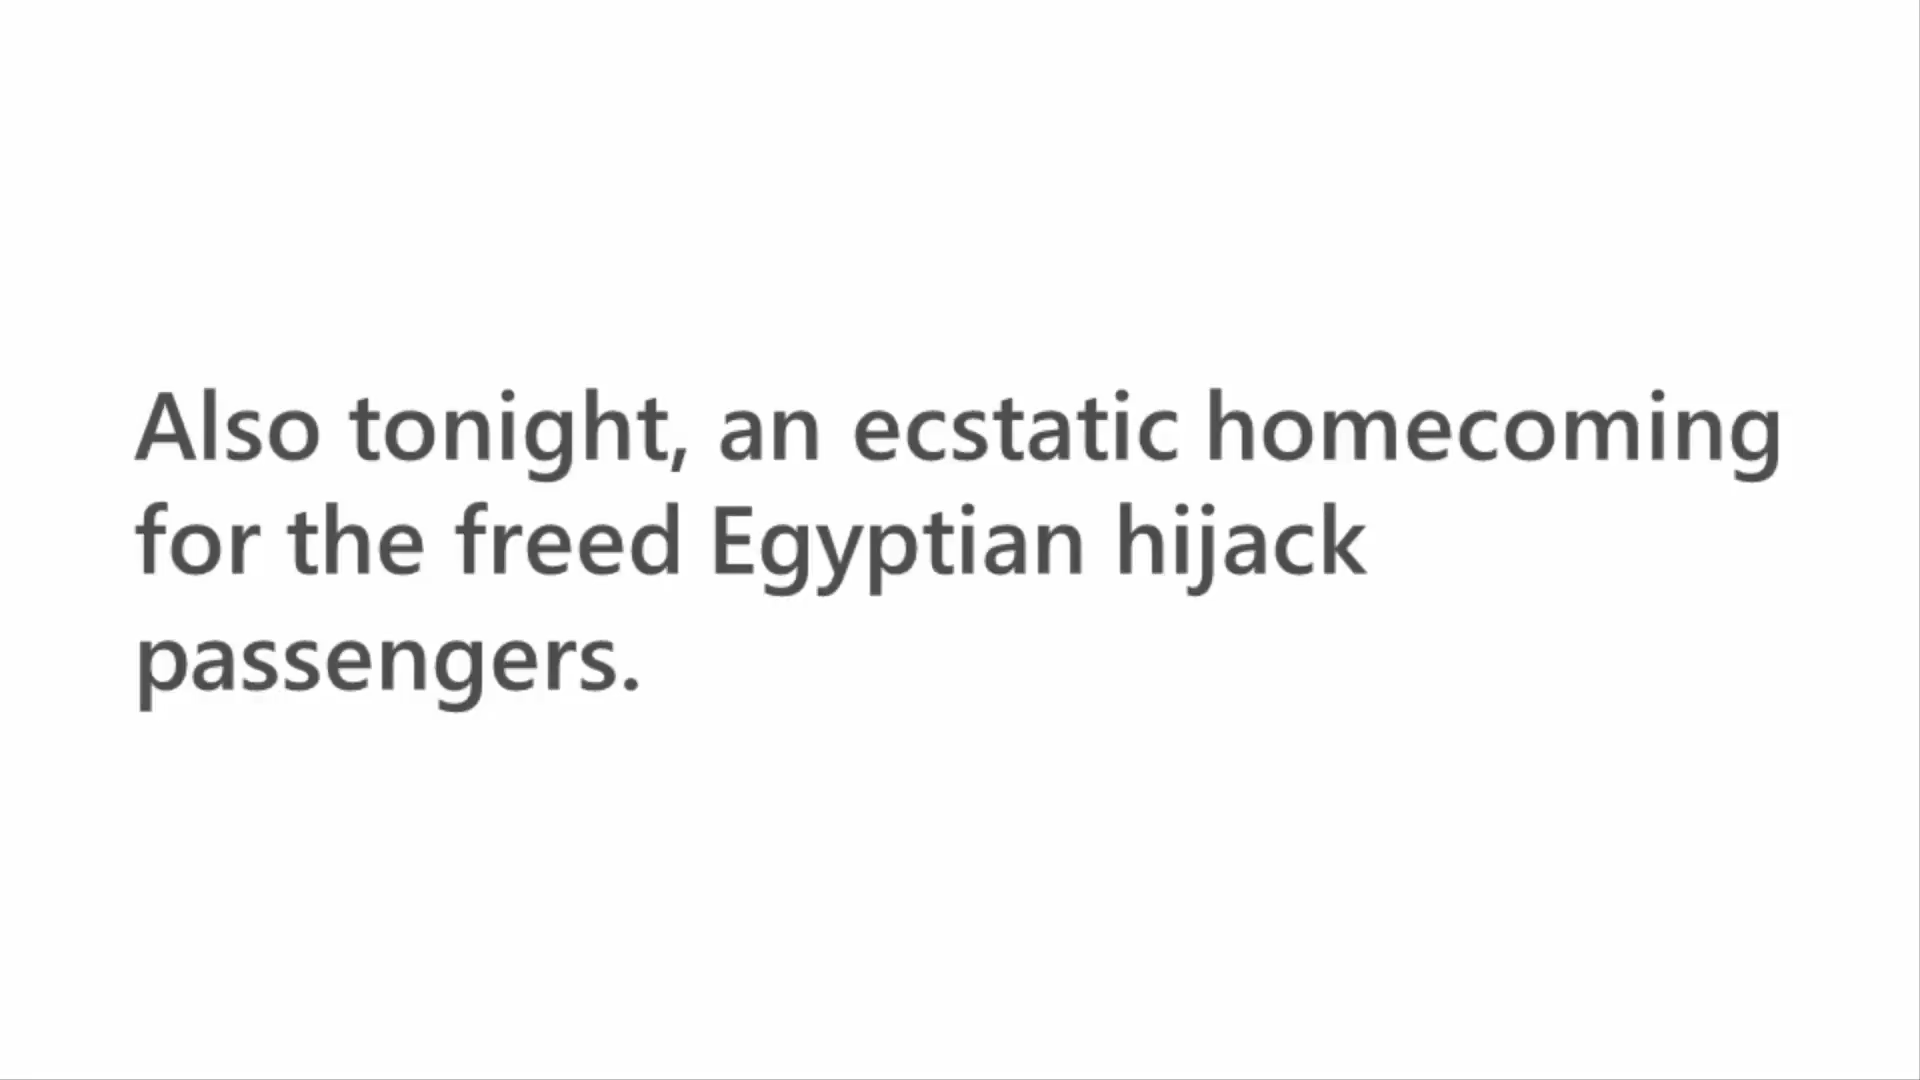 Also tonight, an ecstatic homecoming
for the freed Egyptian hijack
passengers.